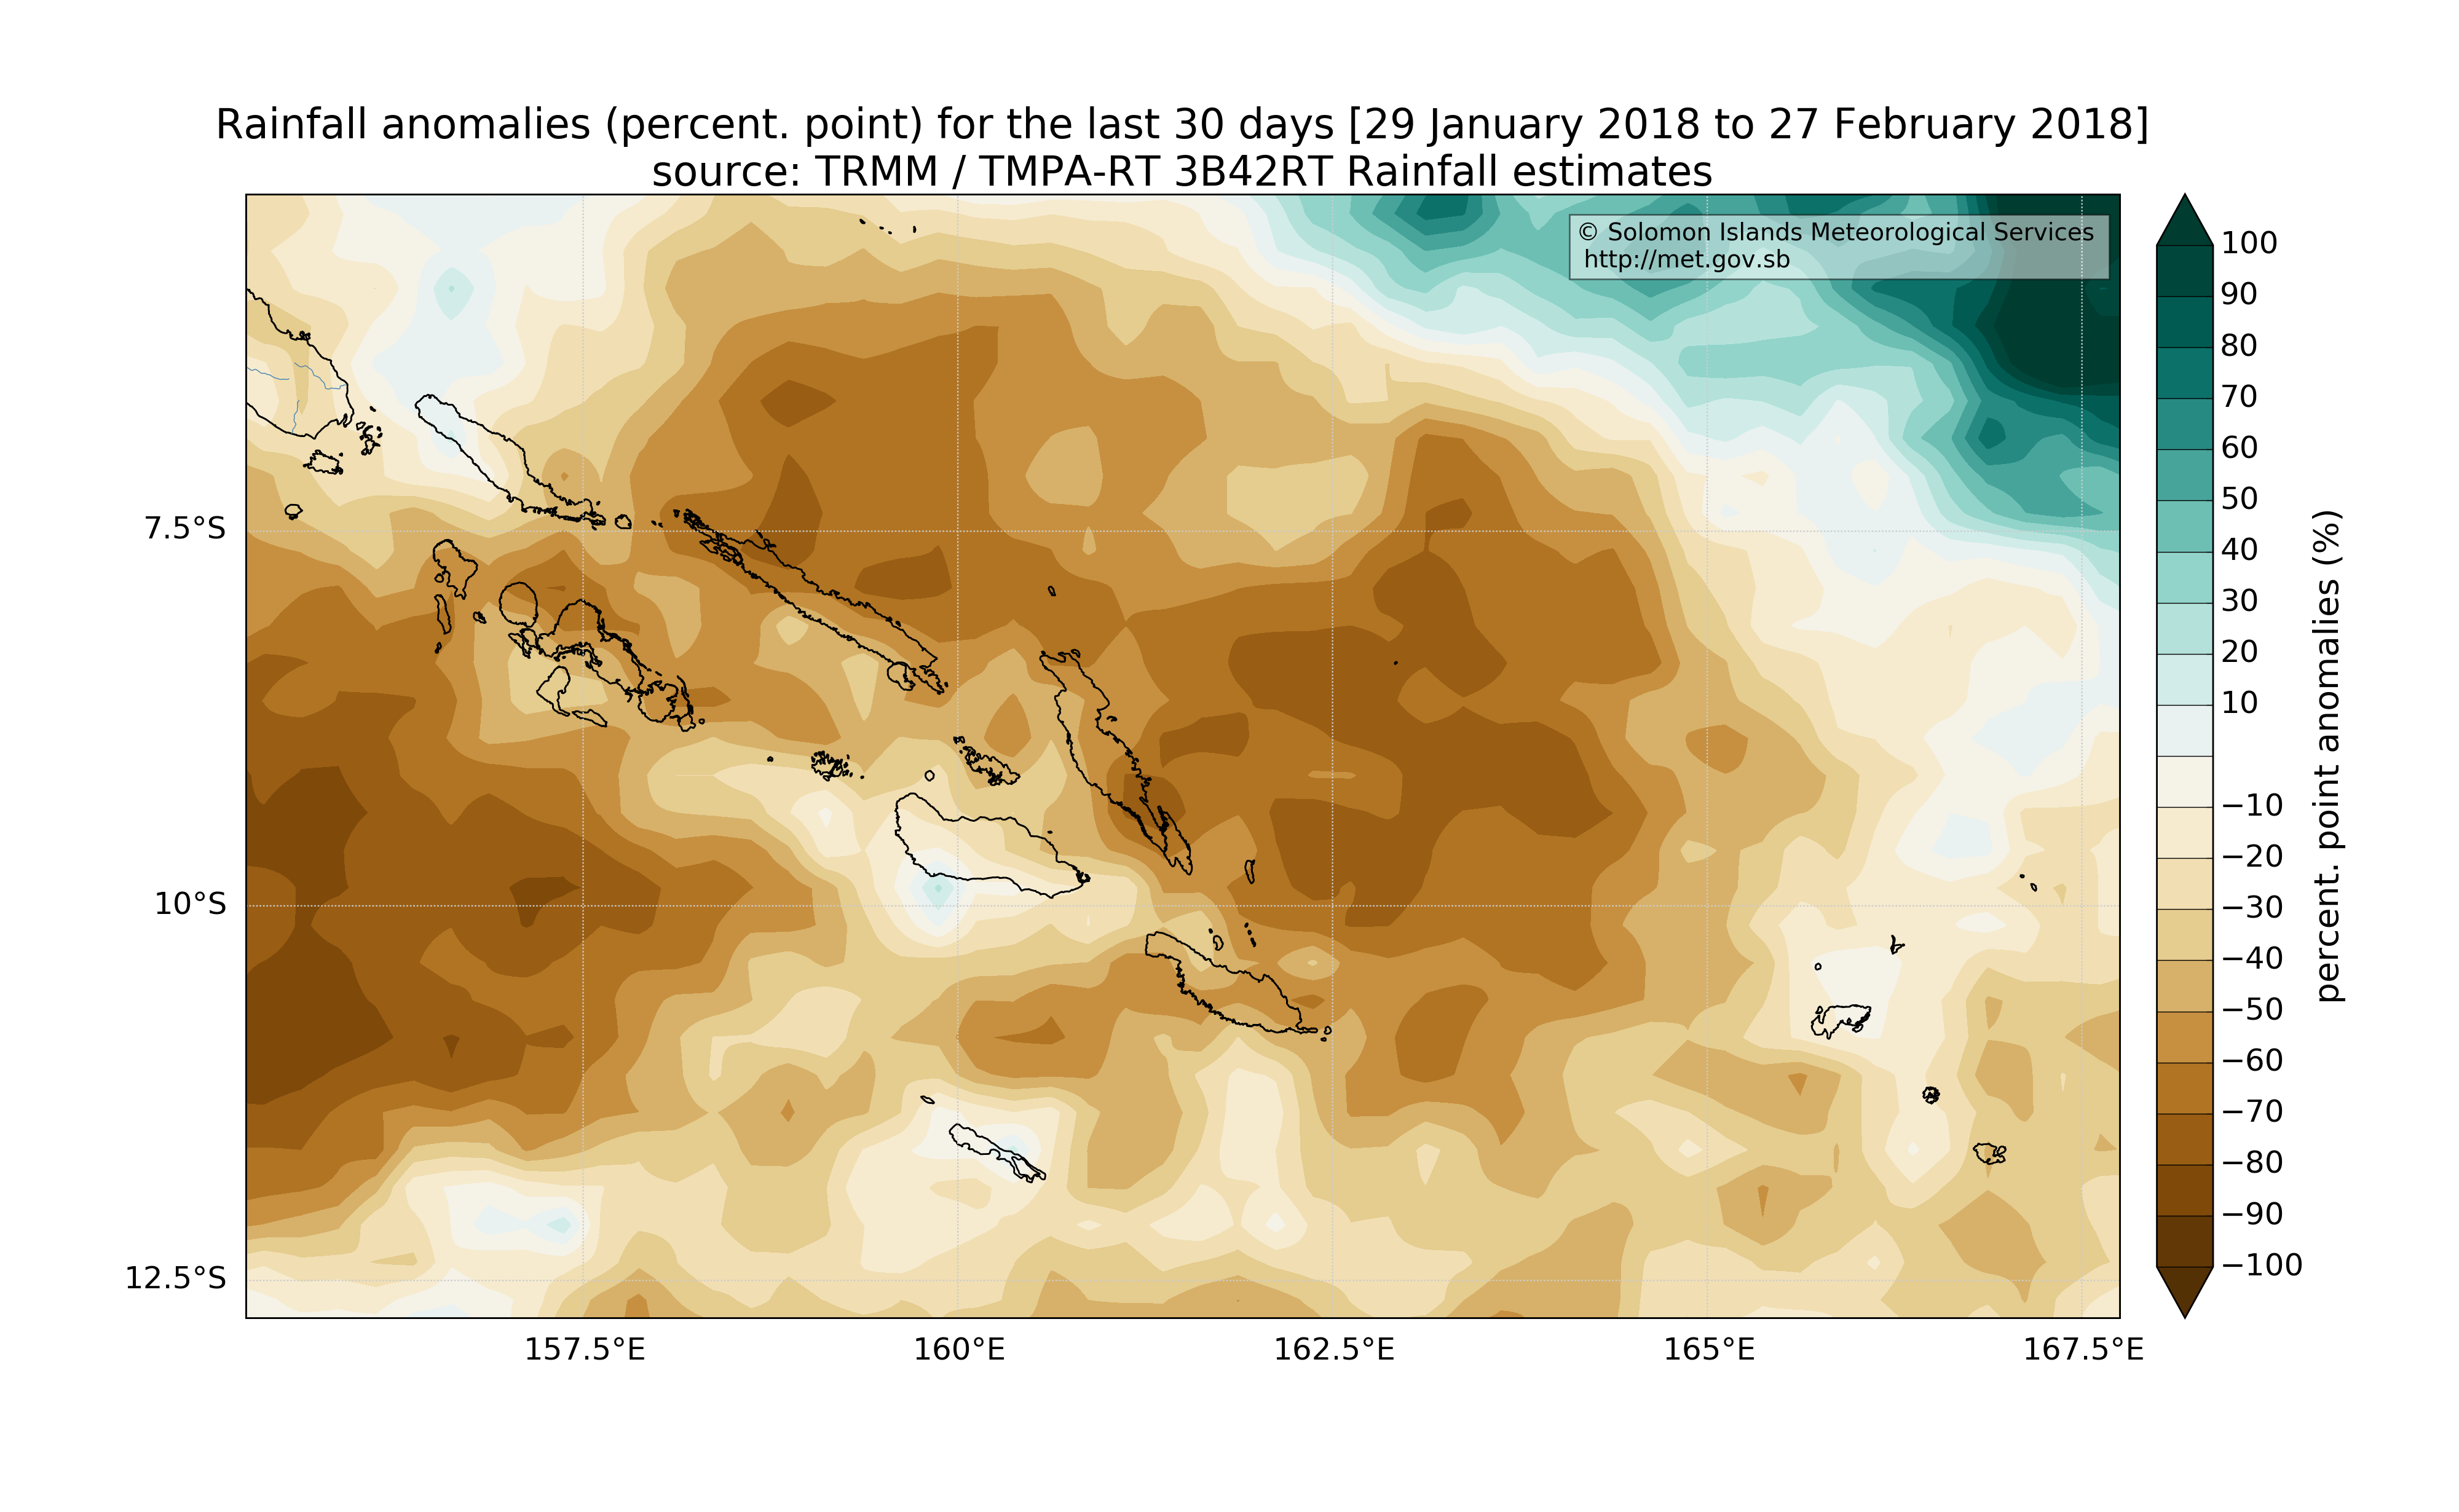 Rainfall anomalies (percent. point) for the last 30 days [29 January 2018 to 27 February 2018]
source: TRMM / TMPA-RT 3B42RT Rainfall estimates
© Solomon Islands Meteorological Services
http://met.gov.sb
7.5°S
10°S
12.5°S
157.5°E
160°E
162.5°E
165°E
167.5°E
100
90
80
70
60
50
40
30
20
10
−10
−20
−30
−40
−50
−60
−70
−80
−90
−100
percent. point anomalies (%)